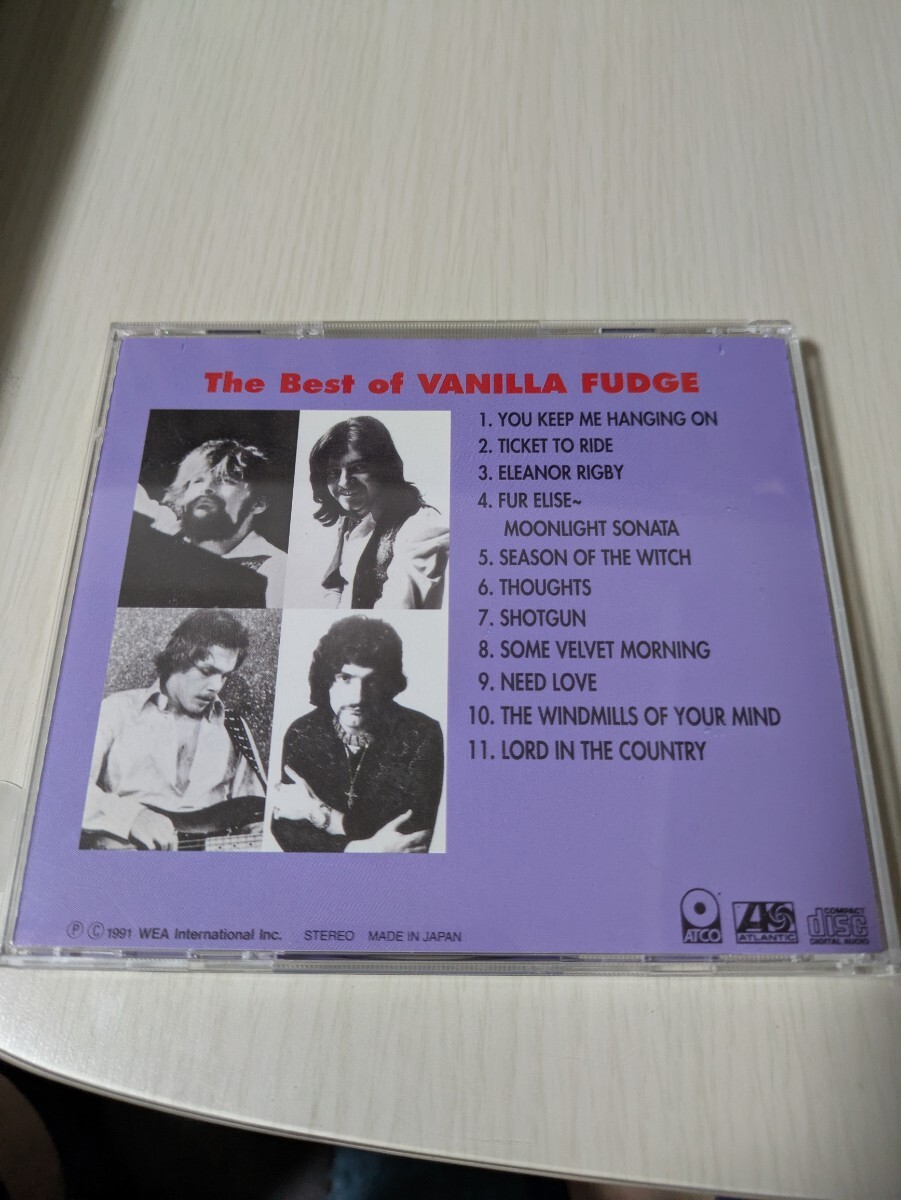 The Best of VANILLA FUDGE
1. YOU KEEP ME HANGING ON
2. TICKET TO RIDE
3. ELEANOR RIGBY
4. FUR ELISE~
MOONLIGHT SONATA
5. SEASON OF THE WITCH
6. THOUGHTS
7. SHOTGUN
8. SOME VELVET MORNING
9. NEED LOVE
10. THE WINDMILLS OF YOUR MIND
11. LORD IN THE COUNTRY
Ⓟ Ⓒ 1991 WEA International Inc. STEREO MADE IN JAPAN
ATCO
ATLANTIC
COMPACT
disc
DIGITAL AUDIO